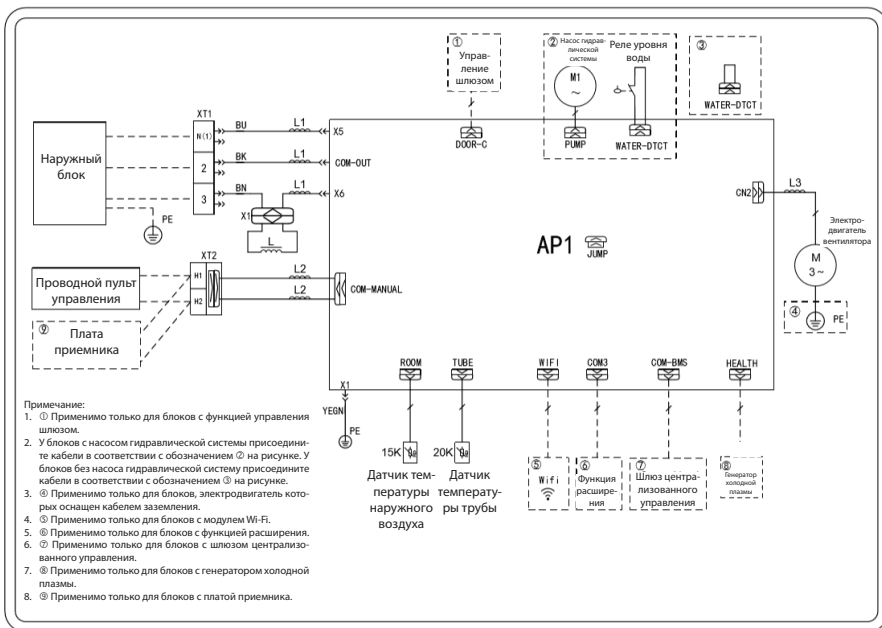 ①
Управ-
ление
шлюзом
DOOR-C
② Насос гидрав-
лической
системы
M1
~
PUMP
Реле уровня
воды
WATER-DTCT
③
WATER-DTCT
Наружный
блок
PE
XT1
N(1)
2
3
BU
BK
BN
L1
L1
L1
X5
COM-OUT
X6
X1
L
Проводной пульт
управления
⑨
Плата
приемника
XT2
H1
H2
L2
L2
COM-MANUAL
AP1
JUMP
CN2
L3
Электро-
двигатель
вентилятора
M
3~
④
PE
X1
YEGN
PE
ROOM
TUBE
WIFI
COM3
COM-BMS
HEALTH
15K
Датчик тем-
пературы
наружного
воздуха
20K
Датчик
температу-
ры трубы
⑤
Wifi
⑥
Функция
расшире-
ния
⑦
Шлюз центра-
лизованного
управления
⑧
Генератор
холодной
плазмы
Примечание:
1. ① Применимо только для блоков с функцией управления
шлюзом.
2. У блоков с насосом гидравлической системы присоедини-
те кабели в соответствии с обозначением ② на рисунке. У
блоков без насоса гидравлической систему присоедините
кабели в соответствии с обозначением ③ на рисунке.
3. ④ Применимо только для блоков, электродвигатель кото-
рых оснащен кабелем заземления.
4. ⑤ Применимо только для блоков с модулем Wi-Fi.
5. ⑥ Применимо только для блоков с функцией расширения.
6. ⑦ Применимо только для блоков с шлюзом централизо-
ванного управления.
7. ⑧ Применимо только для блоков с генератором холодной
плазмы.
8. ⑨ Применимо только для блоков с платой приемника.